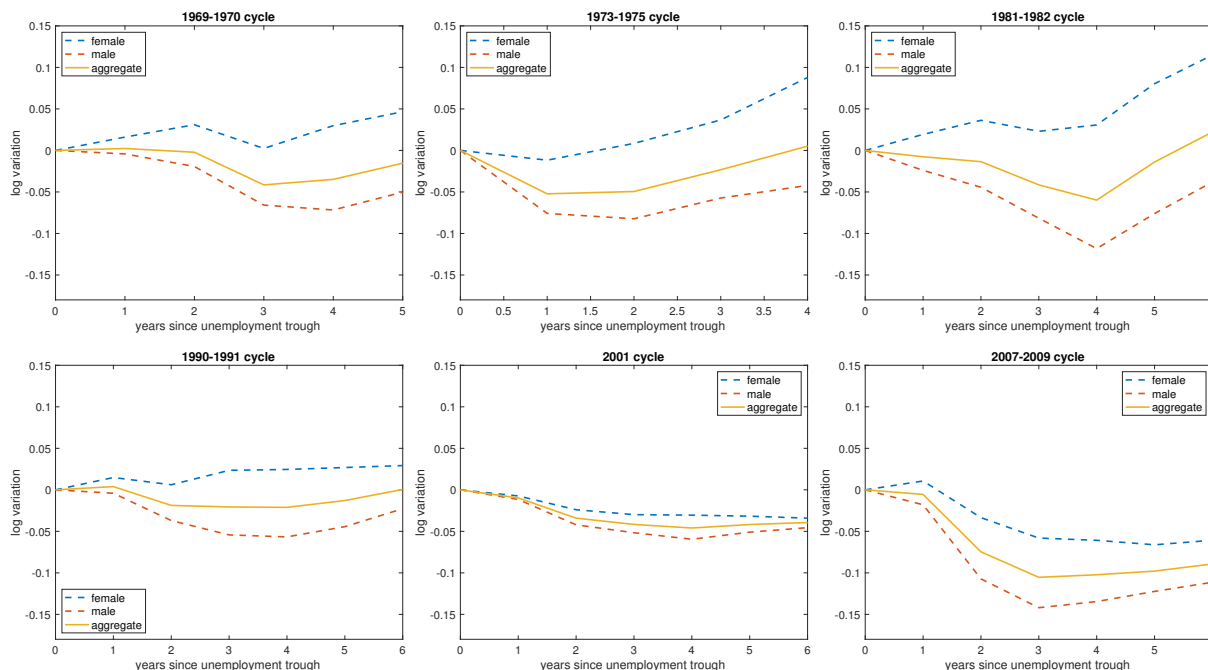 1969-1970 cycle
0.15
0.1
0.05
0
-0.05
-0.1
-0.15
log variation
female
male
aggregate
0 1 2 3 4 5
years since unemployment trough
1973-1975 cycle
0.15
0.1
0.05
0
-0.05
-0.1
-0.15
log variation
female
male
aggregate
0 0.5 1 1.5 2 2.5 3 3.5 4
years since unemployment trough
1981-1982 cycle
0.15
0.1
0.05
0
-0.05
-0.1
-0.15
log variation
female
male
aggregate
0 1 2 3 4 5
years since unemployment trough
1990-1991 cycle
0.15
0.1
0.05
0
-0.05
-0.1
-0.15
log variation
female
male
aggregate
0 1 2 3 4 5 6
years since unemployment trough
2001 cycle
0.15
0.1
0.05
0
-0.05
-0.1
-0.15
log variation
female
male
aggregate
0 1 2 3 4 5 6
years since unemployment trough
2007-2009 cycle
0.15
0.1
0.05
0
-0.05
-0.1
-0.15
log variation
female
male
aggregate
0 1 2 3 4 5
years since unemployment trough